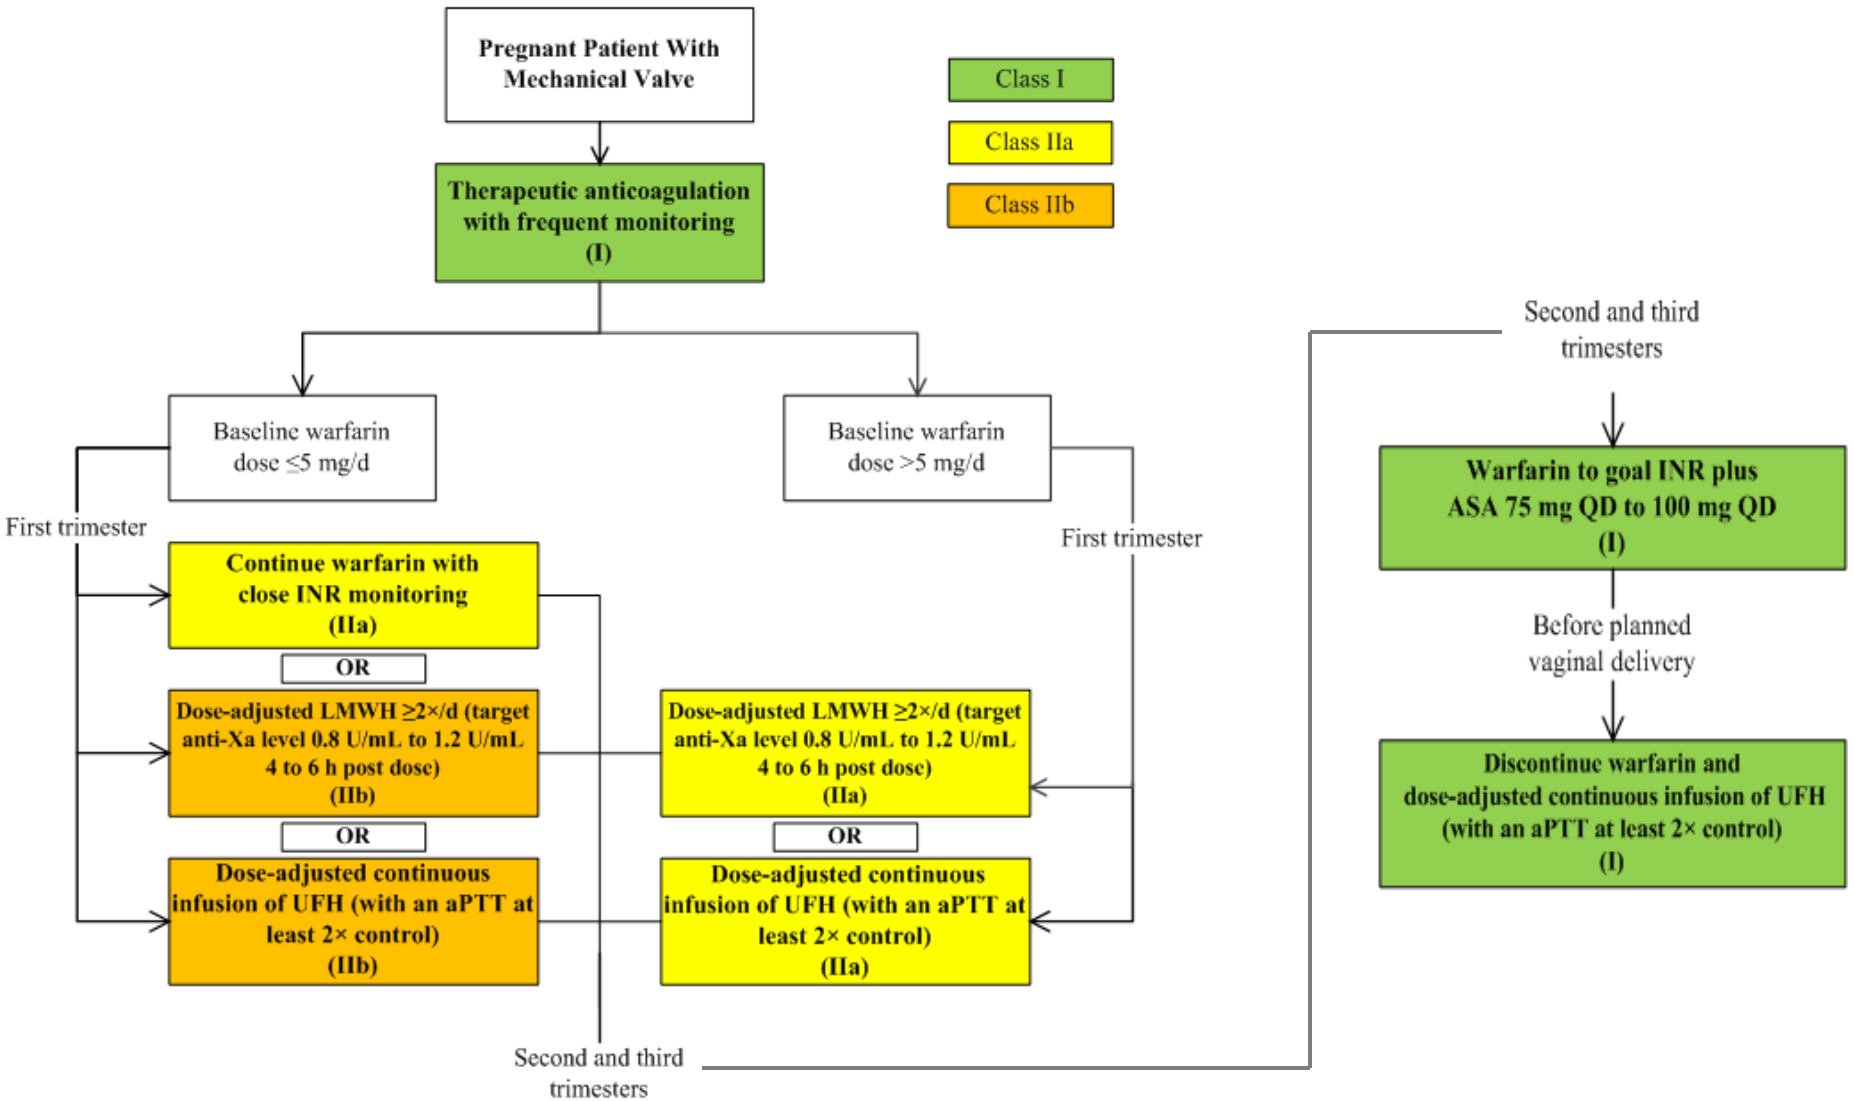 Pregnant Patient With
Mechanical Valve
Class I
Class IIa
Class IIb
Therapeutic anticoagulation
with frequent monitoring
(I)
Baseline warfarin
dose ≤5 mg/d
Baseline warfarin
dose >5 mg/d
First trimester
First trimester
Continue warfarin with
close INR monitoring
(IIa)
OR
Dose-adjusted LMWH ≥2×/d (target
anti-Xa level 0.8 U/mL to 1.2 U/mL
4 to 6 h post dose)
(IIb)
OR
Dose-adjusted continuous
infusion of UFH (with an aPTT at
least 2× control)
(IIb)
Dose-adjusted LMWH ≥2×/d (target
anti-Xa level 0.8 U/mL to 1.2 U/mL
4 to 6 h post dose)
(IIa)
OR
Dose-adjusted continuous
infusion of UFH (with an aPTT at
least 2× control)
(IIa)
Second and third
trimesters
Second and third
trimesters
Warfarin to goal INR plus
ASA 75 mg QD to 100 mg QD
(I)
Before planned
vaginal delivery
Discontinue warfarin and
dose-adjusted continuous infusion of UFH
(with an aPTT at least 2× control)
(I)